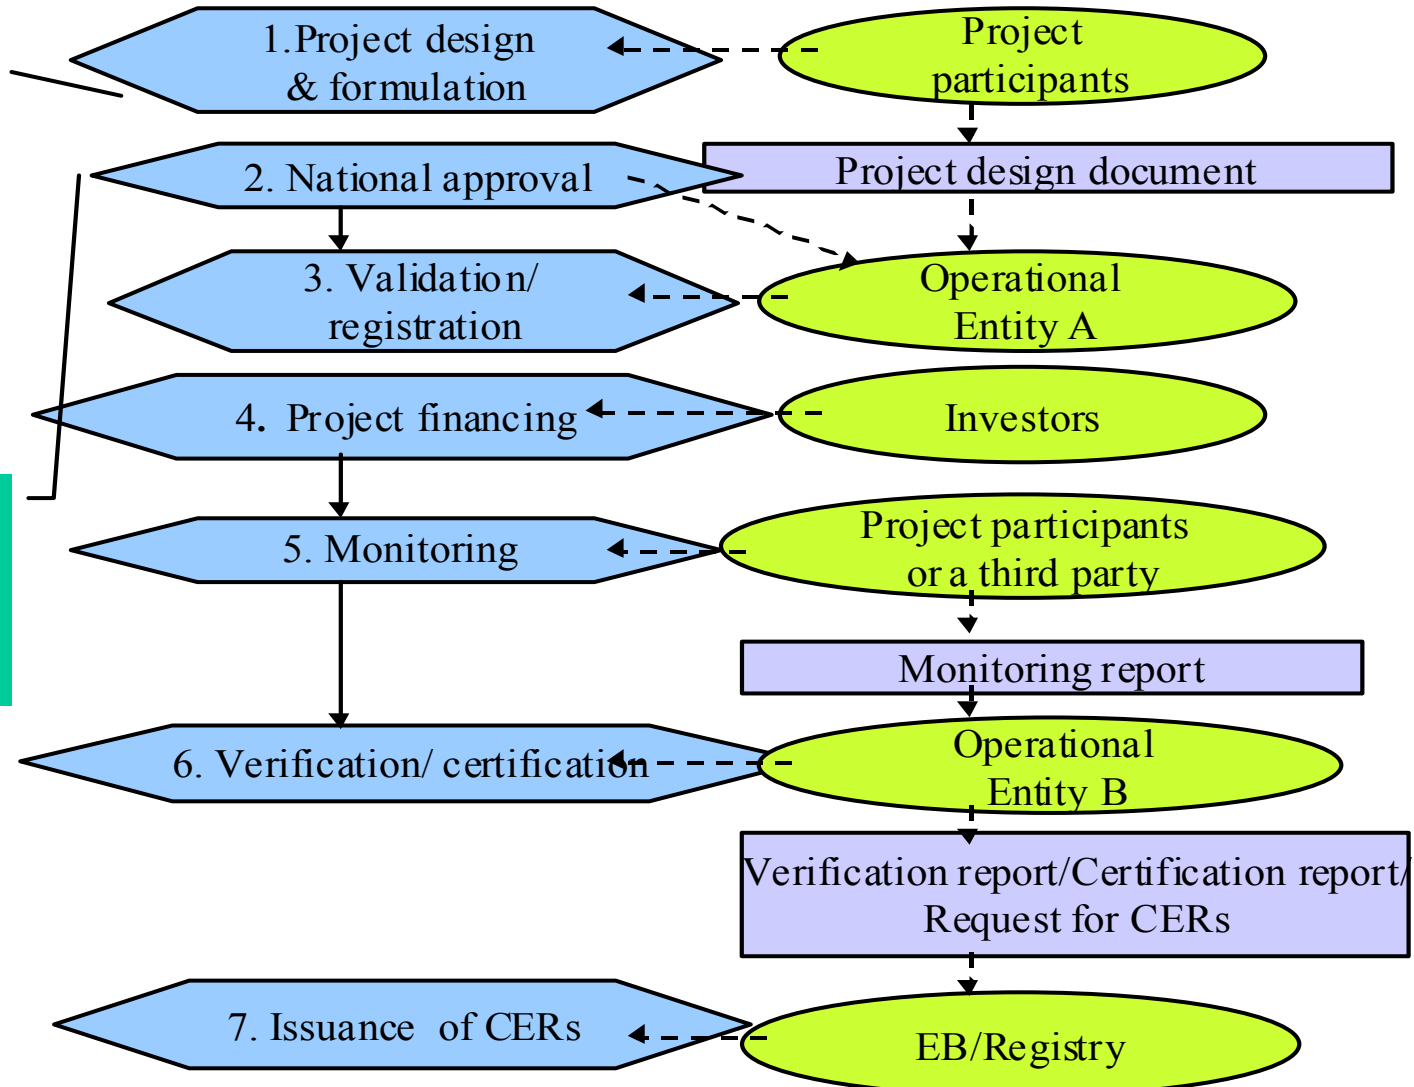 1.Project design
& formulation
Project
participants
2. National approval
Project design document
3. Validation/
registration
Operational
Entity A
4. Project financing
Investors
5. Monitoring
Project participants
or a third party
Monitoring report
6. Verification/ certification
Operational
Entity B
Verification report/Certification report/
Request for CERs
7. Issuance of CERs
EB/Registry